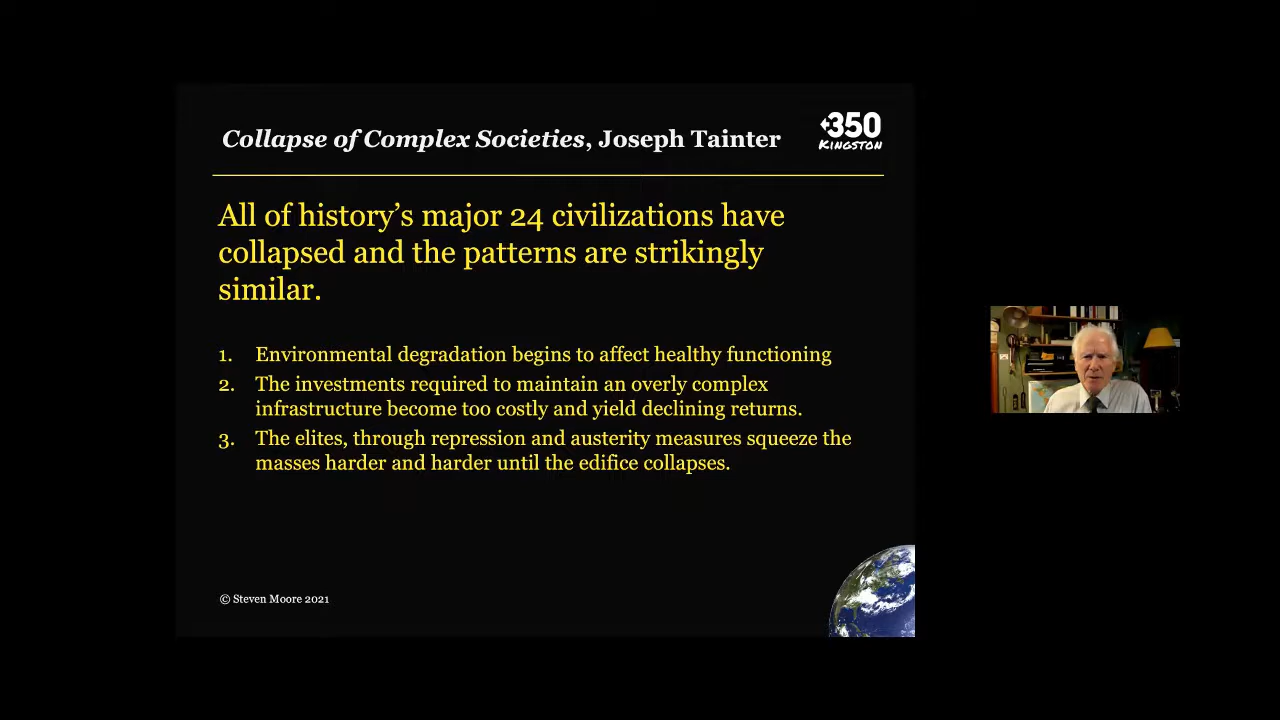 Collapse of Complex Societies, Joseph Tainter
350
KINGSTON
All of history's major 24 civilizations have
collapsed and the patterns are strikingly
similar.
1. Environmental degradation begins to affect healthy functioning
2. The investments required to maintain an overly complex
infrastructure become too costly and yield declining returns.
3. The elites, through repression and austerity measures squeeze the
masses harder and harder until the edifice collapses.
© Steven Moore 2021